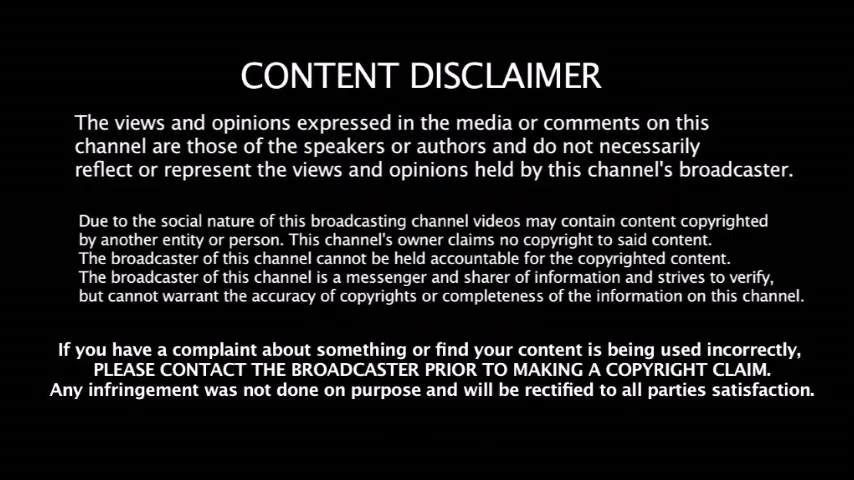 CONTENT DISCLAIMER
The views and opinions expressed in the media or comments on this
channel are those of the speakers or authors and do not necessarily
reflect or represent the views and opinions held by this channel's broadcaster.
Due to the social nature of this broadcasting channel videos may contain content copyrighted
by another entity or person. This channel's owner claims no copyright to said content.
The broadcaster of this channel cannot be held accountable for the copyrighted content.
The broadcaster of this channel is a messenger and sharer of information and strives to verify,
but cannot warrant the accuracy of copyrights or completeness of the information on this channel.
If you have a complaint about something or find your content is being used incorrectly,
PLEASE CONTACT THE BROADCASTER PRIOR TO MAKING A COPYRIGHT CLAIM.
Any infringement was not done on purpose and will be rectified to all parties satisfaction.